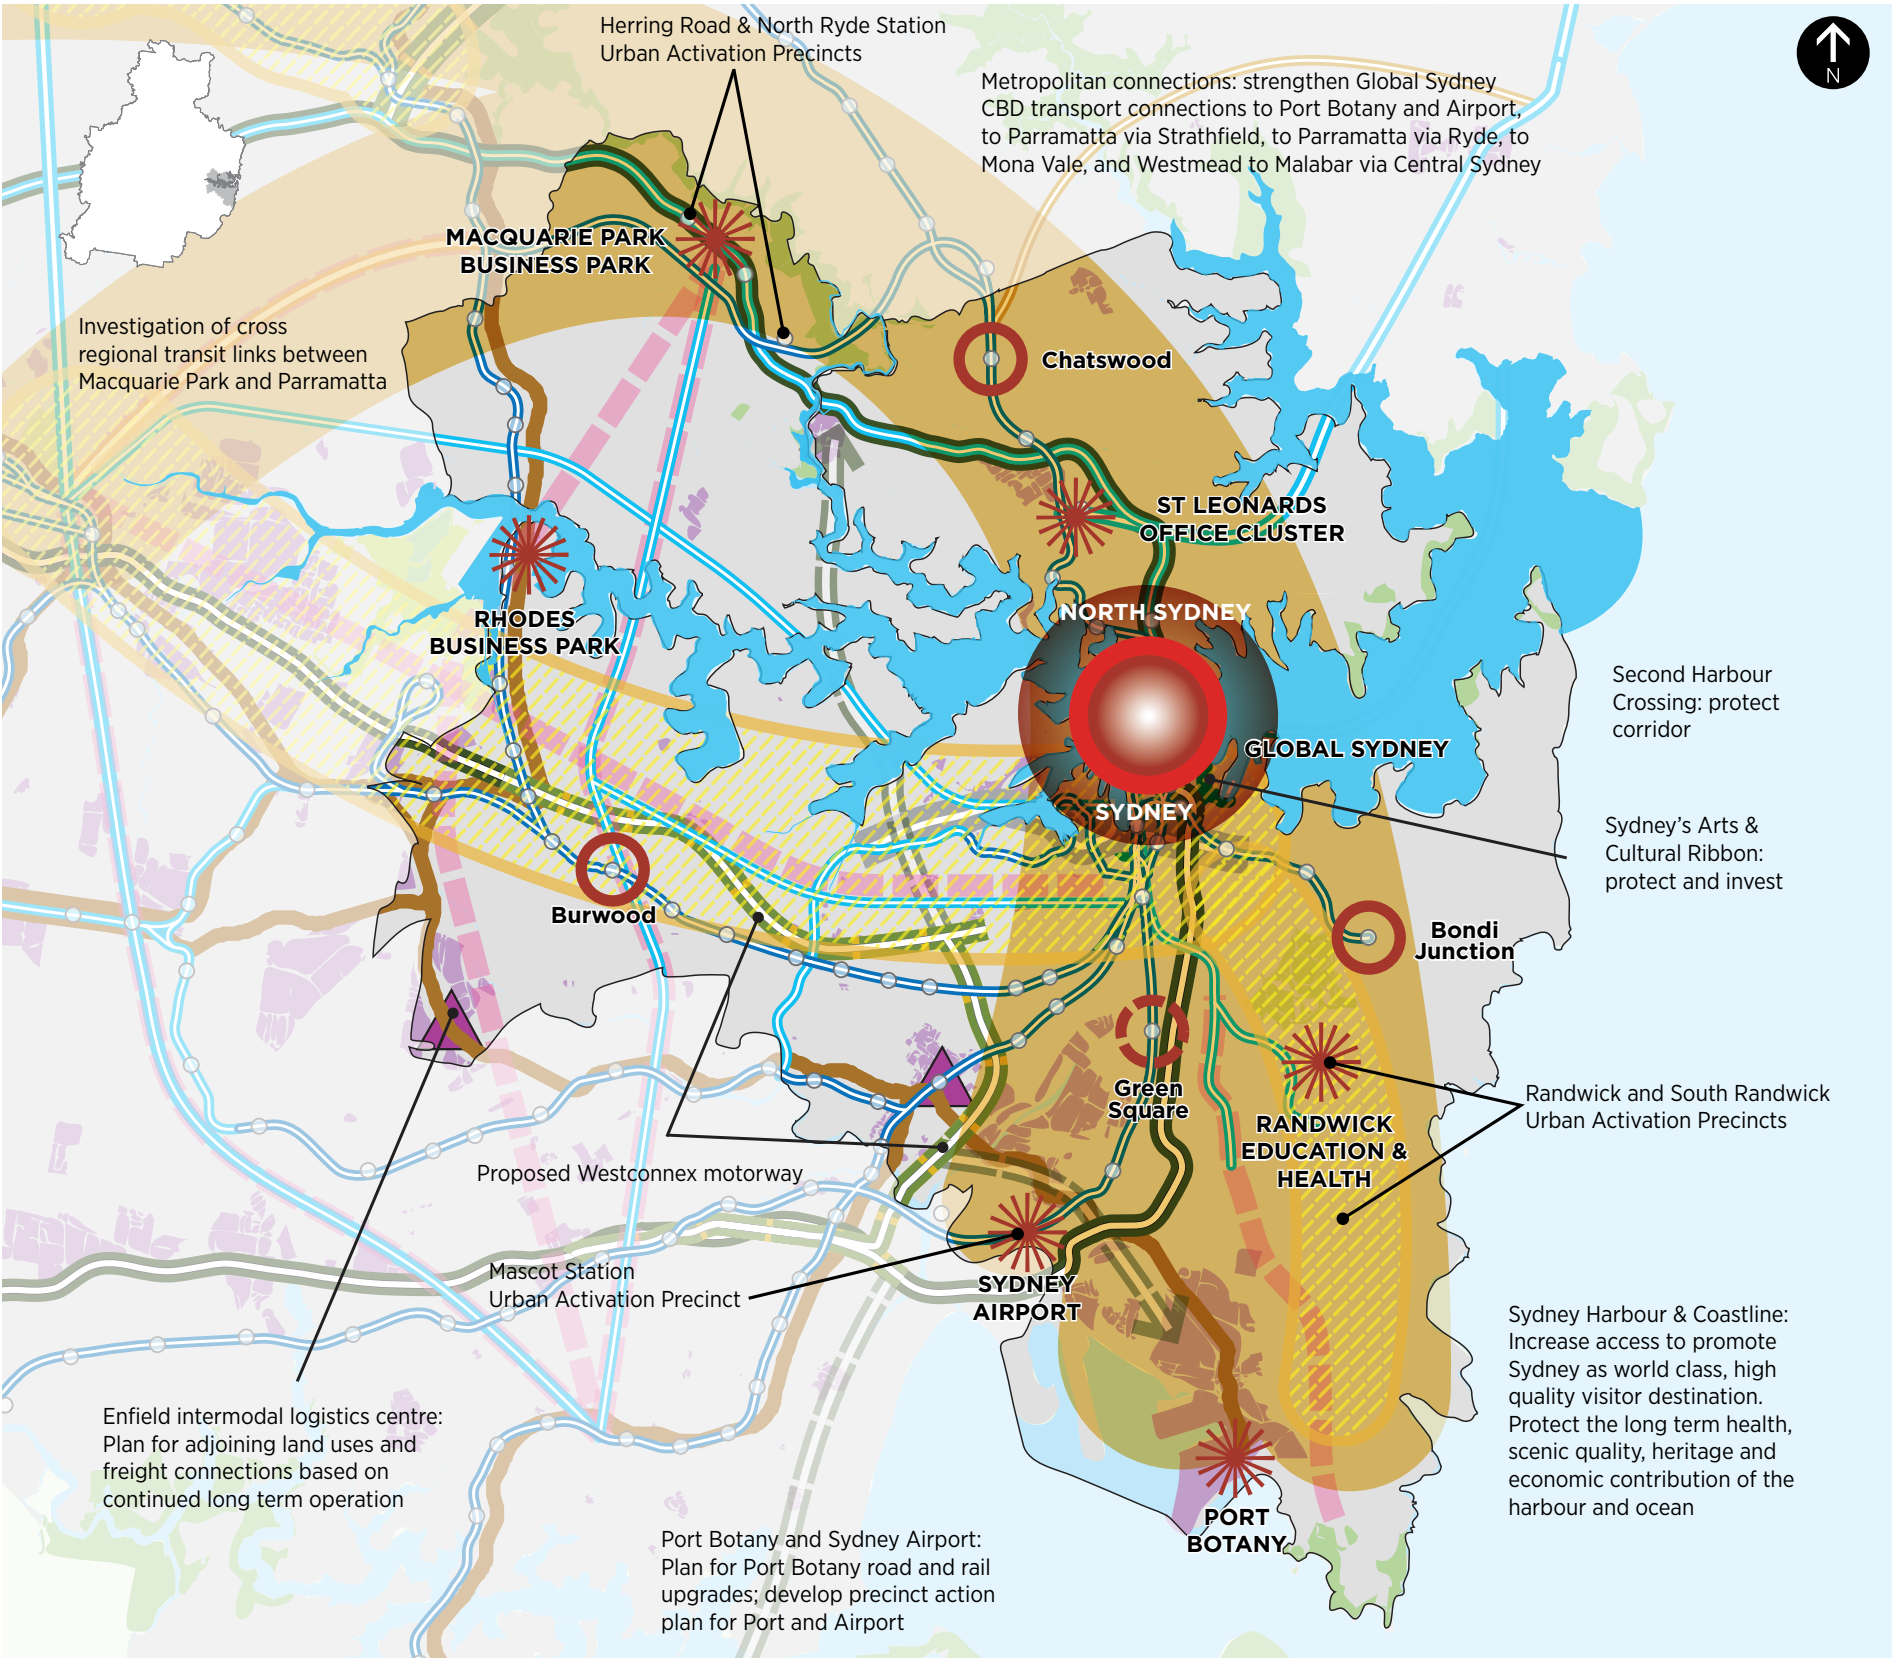 Herring Road & North Ryde Station
Urban Activation Precincts
N
Metropolitan connections: strengthen Global Sydney
CBD transport connections to Port Botany and Airport,
to Parramatta via Strathfield, to Parramatta via Ryde, to
Mona Vale, and Westmead to Malabar via Central Sydney
MACQUARIE PARK
BUSINESS PARK
Investigation of cross
regional transit links between
Macquarie Park and Parramatta
Chatswood
ST LEONARDS
OFFICE CLUSTER
RHODES
BUSINESS PARK
NORTH SYDNEY
Second Harbour
Crossing: protect
corridor
GLOBAL SYDNEY
SYDNEY
Sydney’s Arts &
Cultural Ribbon:
protect and invest
Burwood
Bondi
Junction
Green
Square
Randwick and South Randwick
Urban Activation Precincts
RANDWICK
EDUCATION &
HEALTH
Proposed Westconnex motorway
Mascot Station
Urban Activation Precinct
SYDNEY
AIRPORT
Sydney Harbour & Coastline:
Increase access to promote
Sydney as world class, high
quality visitor destination.
Protect the long term health,
scenic quality, heritage and
economic contribution of the
harbour and ocean
Enfield intermodal logistics centre:
Plan for adjoining land uses and
freight connections based on
continued long term operation
PORT
BOTANY
Port Botany and Sydney Airport:
Plan for Port Botany road and rail
upgrades; develop precinct action
plan for Port and Airport